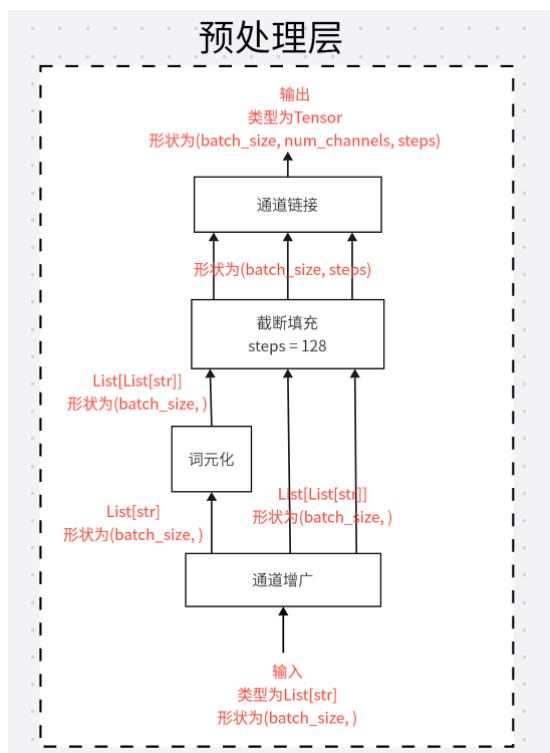 预处理层
输出
类型为Tensor
形状为(batch_size, num_channels, steps)
通道链接
形状为(batch_size, steps)
截断填充
steps = 128
List[List[str]]
形状为(batch_size, )
词元化
List[List[str]]
形状为(batch_size, )
List[str]
形状为(batch_size, )
通道增广
输入
类型为List[str]
形状为(batch_size, )